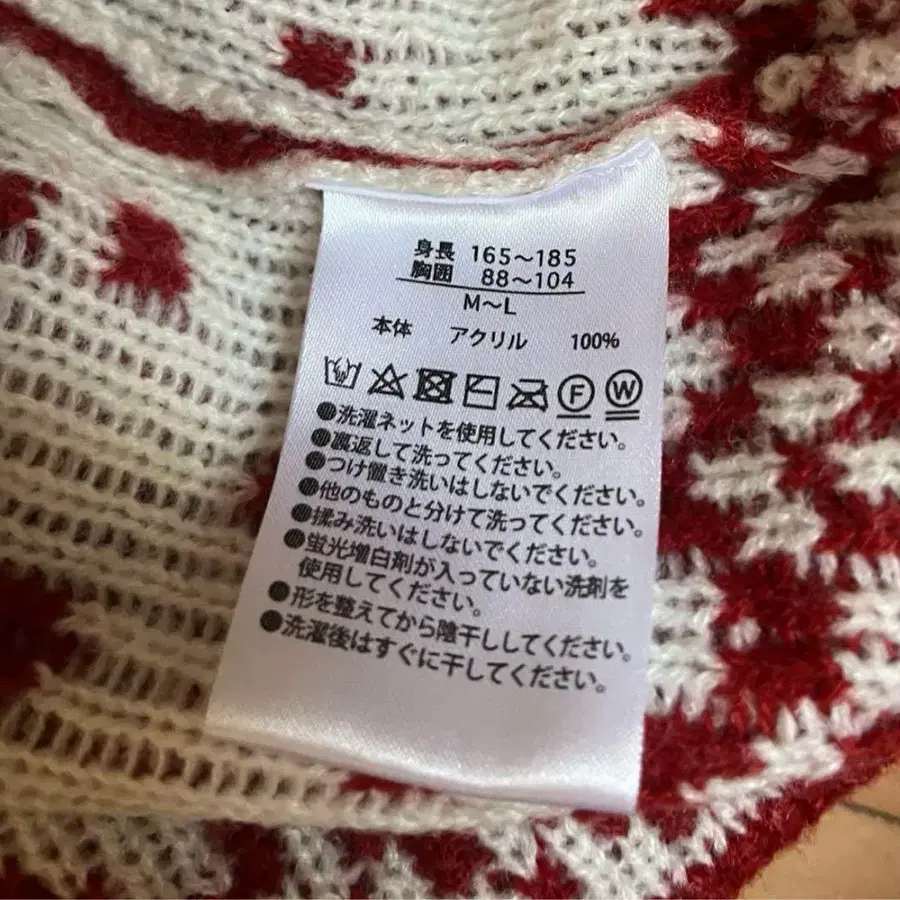 身長 165～185
胸囲 88～104
M～L
本体 アクリル 100%
F W
●洗濯ネットを使用してください。
●裏返して洗ってください。
●つけ置き洗いはしないでください。
●他のものと分けて洗ってください。
●揉み洗いはしないでください。
●蛍光増白剤が入っていない洗剤を
使用してください。
●形を整えてから陰干ししてください。
●洗濯後はすぐに干してください。